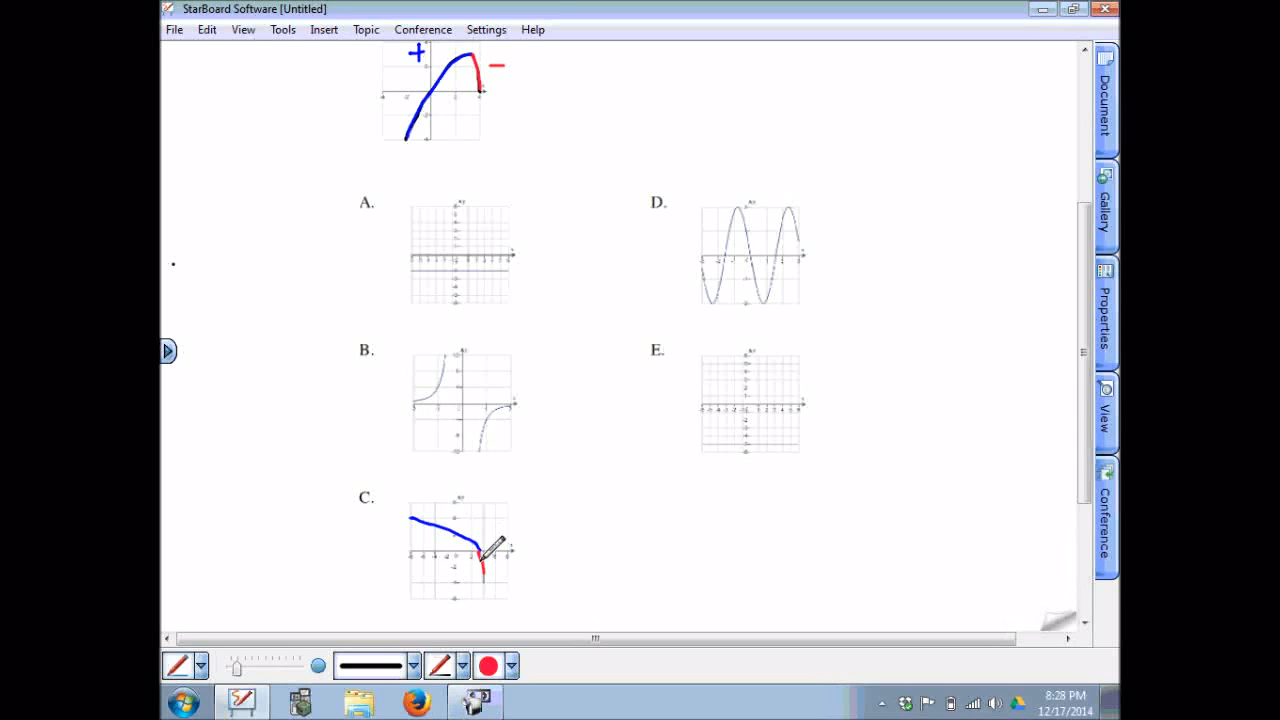 StarBoard Software [Untitled]
File Edit View Tools Insert Topic Conference Settings Help
+
−
A.
D.
B.
E.
C.
Document
Gallery
Properties
View
Conference
8:28 PM
12/17/2014